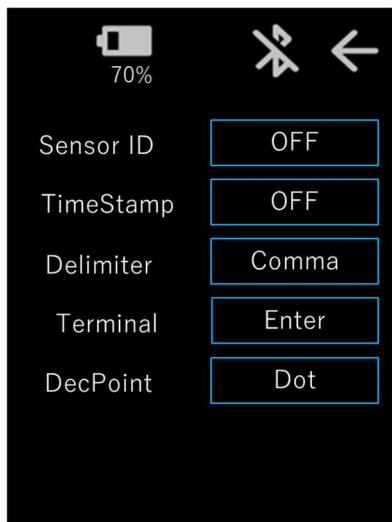 70%
Sensor ID OFF
TimeStamp OFF
Delimiter Comma
Terminal Enter
DecPoint Dot